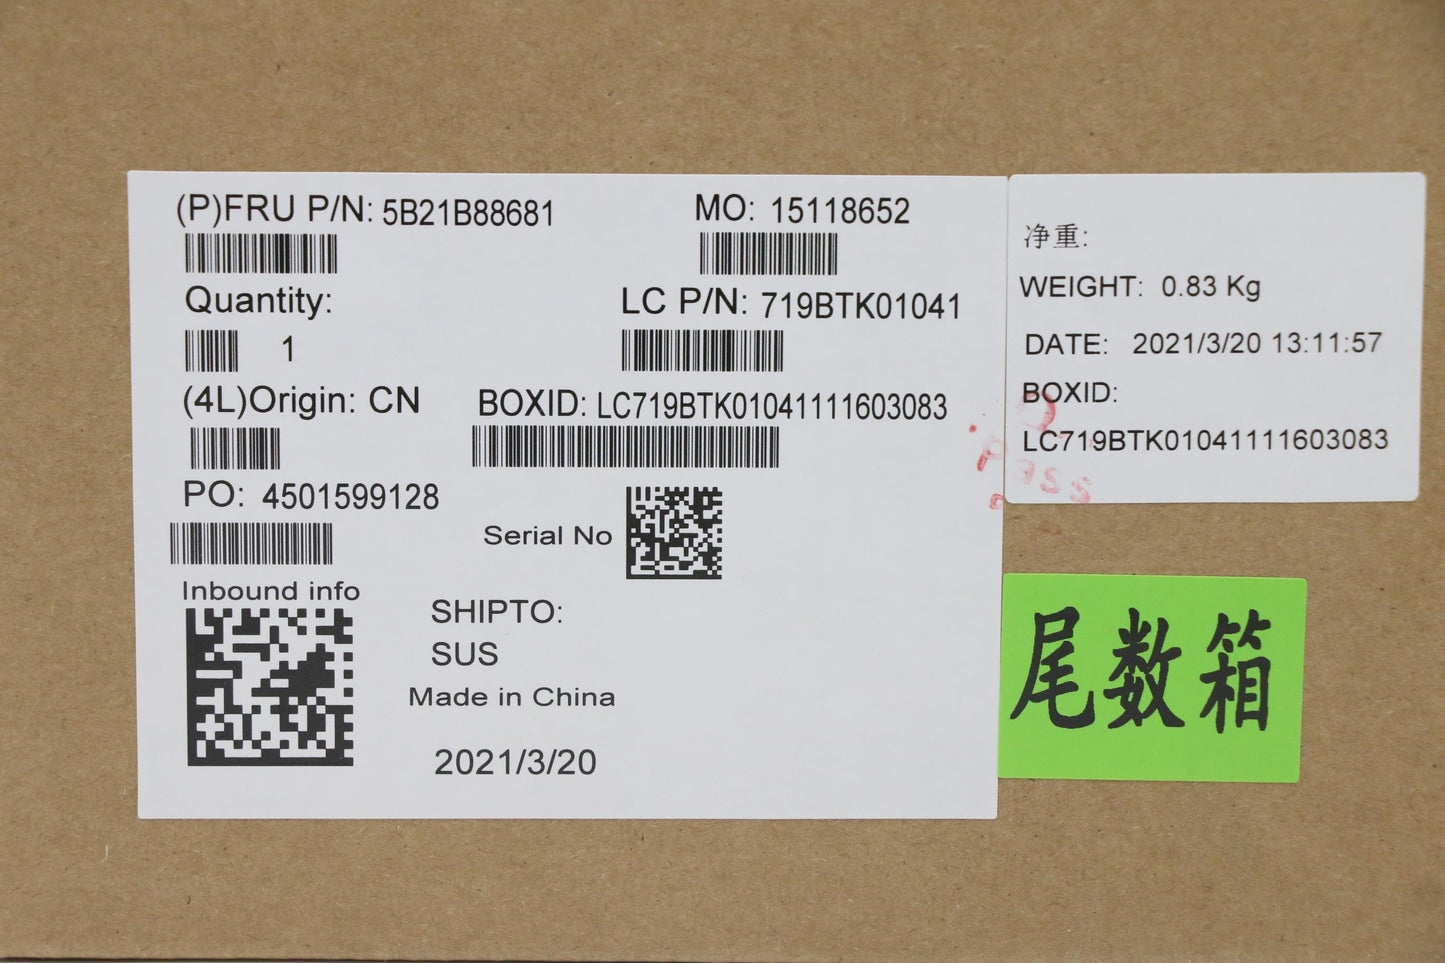 (P)FRU P/N: 5B21B88681
MO: 15118652
Quantity:
1
LC P/N: 719BTK01041
(4L)Origin: CN
BOXID: LC719BTK01041111603083
PO: 4501599128
Serial No
Inbound info
SHIPTO:
SUS
Made in China
2021/3/20
净重:
WEIGHT: 0.83 Kg
DATE: 2021/3/20 13:11:57
BOXID:
LC719BTK01041111603083
Pass
尾数箱